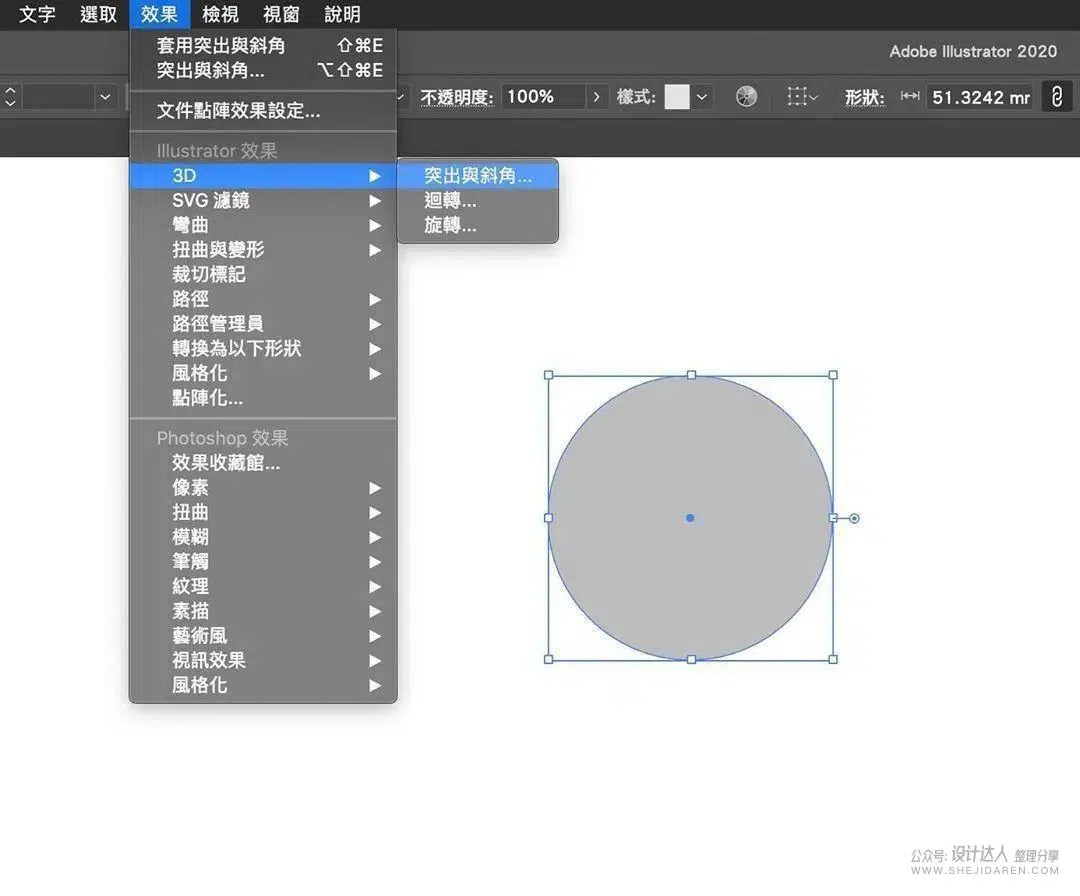 文字 選取 效果 檢視 視窗 說明
套用突出與斜角 ⇧⌘E
突出與斜角... ⌥⇧⌘E
Adobe Illustrator 2020
不透明度: 100% 樣式: 形狀: 51.3242 mr
文件點陣效果設定...
Illustrator 效果
3D
突出與斜角...
SVG 濾鏡
迴轉...
彎曲
旋轉...
扭曲與變形
裁切標記
路徑
路徑管理員
轉換為以下形狀
風格化
點陣化...
Photoshop 效果
效果收藏館...
像素
扭曲
模糊
筆觸
紋理
素描
藝術風
視訊效果
風格化
公众号: 设计达人 整理分享
WWW.SHEJIDAREN.COM